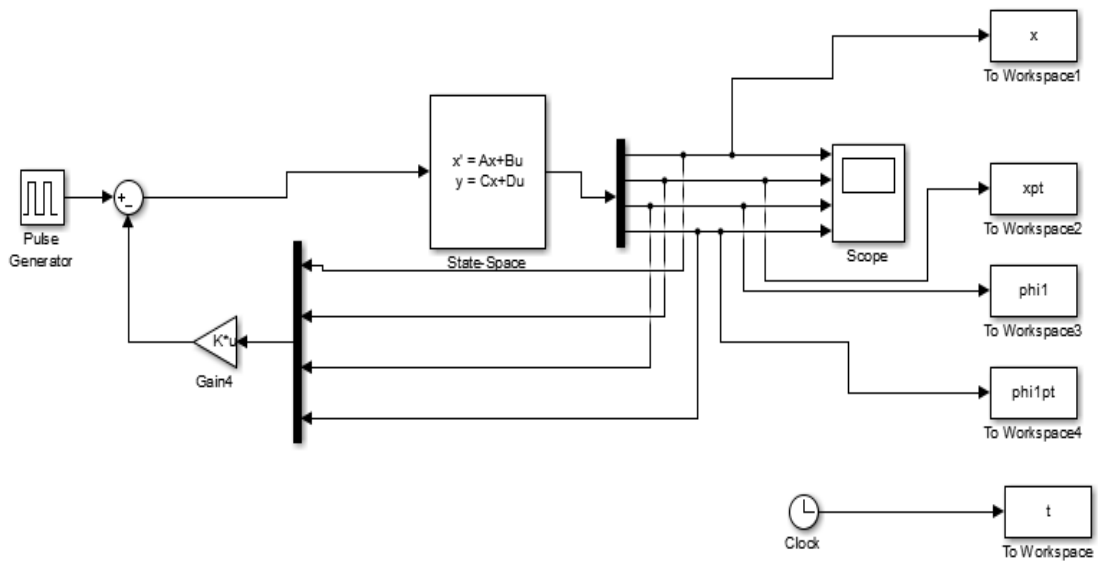 x
To Workspace1
x' = Ax+Bu
y = Cx+Du
State-Space
+
-
Pulse
Generator
Scope
xpt
To Workspace2
phi1
To Workspace3
K*u
Gain4
phi1pt
To Workspace4
Clock
t
To Workspace